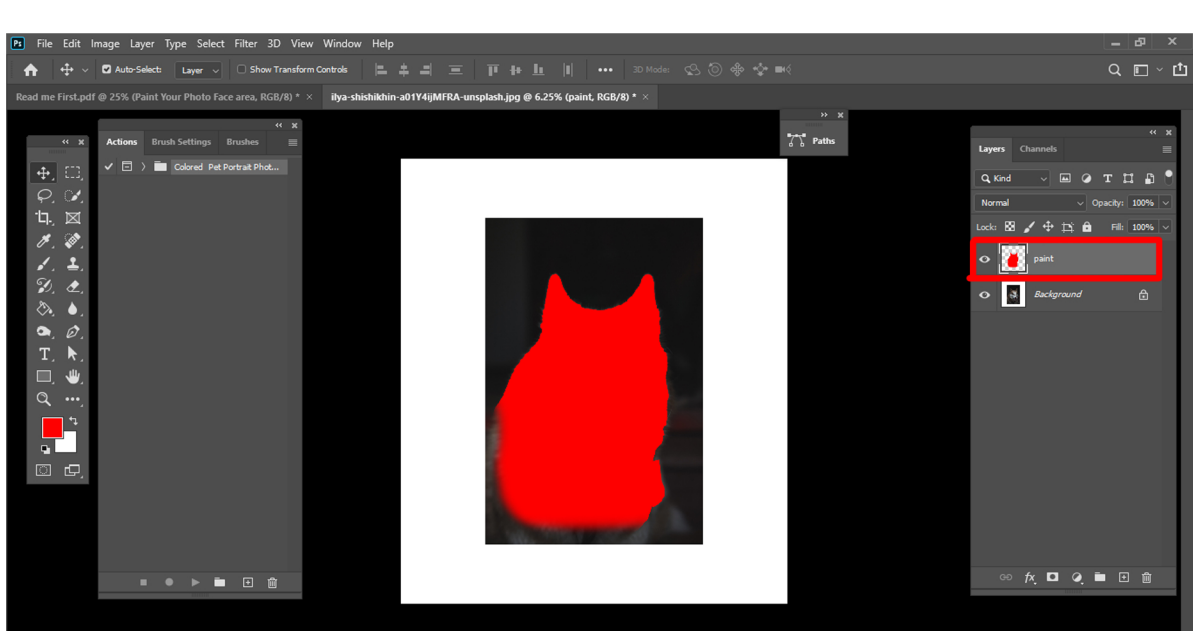 Ps File Edit Image Layer Type Select Filter 3D View Window Help
Auto-Select: Layer Show Transform Controls 3D Mode:
Read me First.pdf @ 25% (Paint Your Photo Face area, RGB/8) * × ilya-shishikhin-a01Y4ijMFRA-unsplash.jpg @ 6.25% (paint, RGB/8) * ×
Actions Brush Settings Brushes
Colored Pet Portrait Phot...
Paths
Layers Channels
Kind
Normal Opacity: 100%
Lock: Fill: 100%
paint
Background